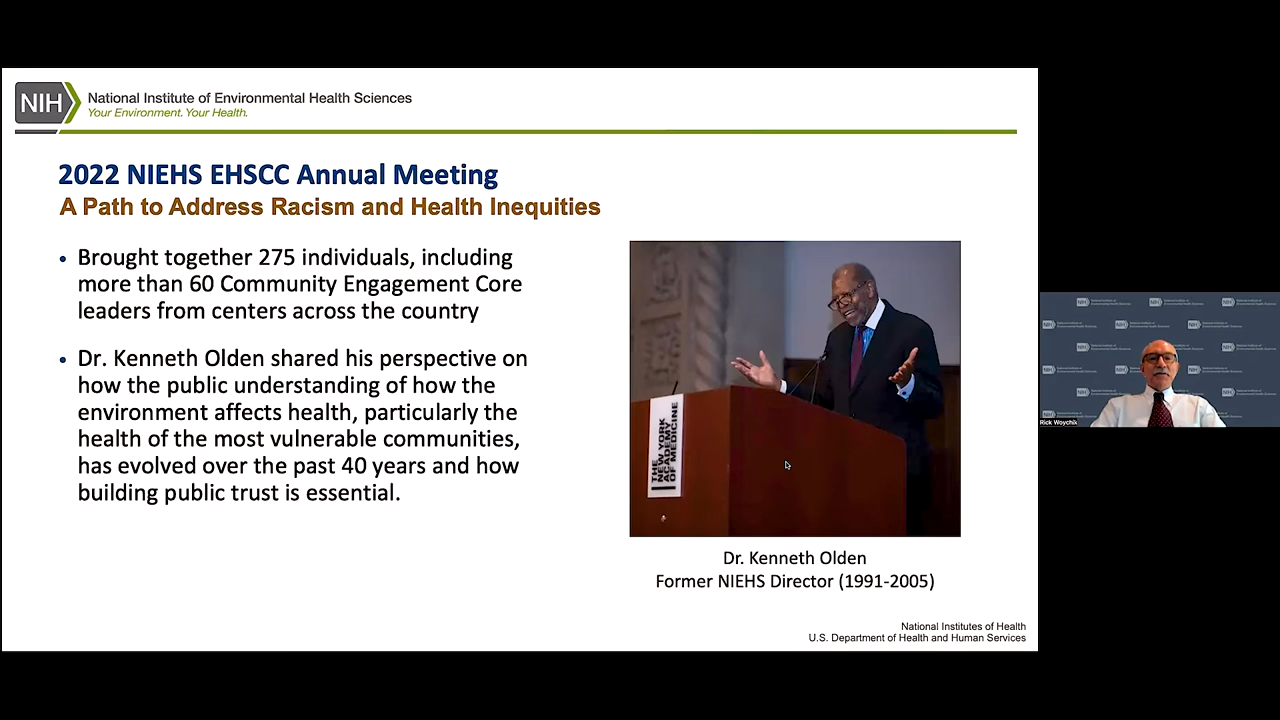 NIH
National Institute of Environmental Health Sciences
Your Environment. Your Health.
2022 NIEHS EHSCC Annual Meeting
A Path to Address Racism and Health Inequities
• Brought together 275 individuals, including
more than 60 Community Engagement Core
leaders from centers across the country
• Dr. Kenneth Olden shared his perspective on
how the public understanding of how the
environment affects health, particularly the
health of the most vulnerable communities,
has evolved over the past 40 years and how
building public trust is essential.
THE
NEW YORK
ACADEMY
OF MEDICINE
Dr. Kenneth Olden
Former NIEHS Director (1991-2005)
National Institutes of Health
U.S. Department of Health and Human Services
Rick Woychik